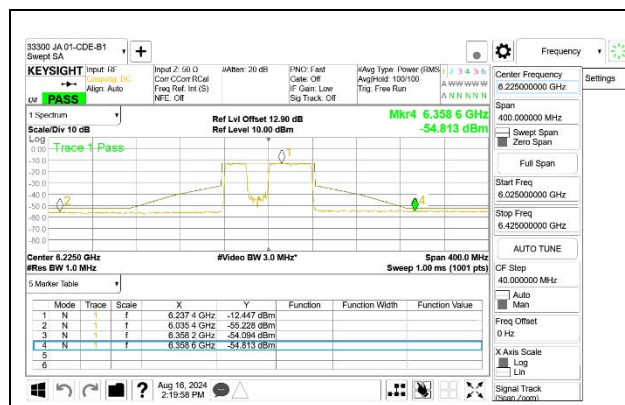 33300 JA 01-CDE-B1
Swept SA
Frequency
KEYSIGHT
Input: RF
Coupling: DC
Align: Auto
Input Z: 50 Ω
Corr CCorr RCal
Freq Ref: Int (S)
NFE: Off
#Atten: 20 dB
PNO: Fast
Gate: Off
IF Gain: Low
Sig Track: Off
#Avg Type: Power (RMS
Avg|Hold: 100/100
Trig: Free Run
1 2 3 4 5 6
A W W W W W
A N N N N N
LXI
PASS
Center Frequency
6.225000000 GHz
Settings
Span
400.000000 MHz
Swept Span
Zero Span
Full Span
Start Freq
6.025000000 GHz
Stop Freq
6.425000000 GHz
AUTO TUNE
CF Step
40.000000 MHz
Auto
Man
Freq Offset
0 Hz
X Axis Scale
Log
Lin
Signal Track
(Span Zoom)
1 Spectrum
Scale/Div 10 dB
Ref Lvl Offset 12.90 dB
Ref Level 10.00 dBm
Mkr4 6.358 6 GHz
-54.813 dBm
Log
Trace 1 Pass
0.00
-10.0
-20.0
-30.0
-40.0
-50.0
-60.0
-70.0
-80.0
1
2
4
Center 6.2250 GHz
#Res BW 1.0 MHz
#Video BW 3.0 MHz*
Span 400.0 MHz
Sweep 1.00 ms (1001 pts)
5 Marker Table
Mode Trace Scale X Y Function Function Width Function Value
1 N 1 f 6.237 4 GHz -12.447 dBm
2 N 1 f 6.035 4 GHz -55.228 dBm
3 N 1 f 6.358 2 GHz -54.094 dBm
4 N 1 f 6.358 6 GHz -54.813 dBm
5
6
?
Aug 16, 2024
2:19:58 PM